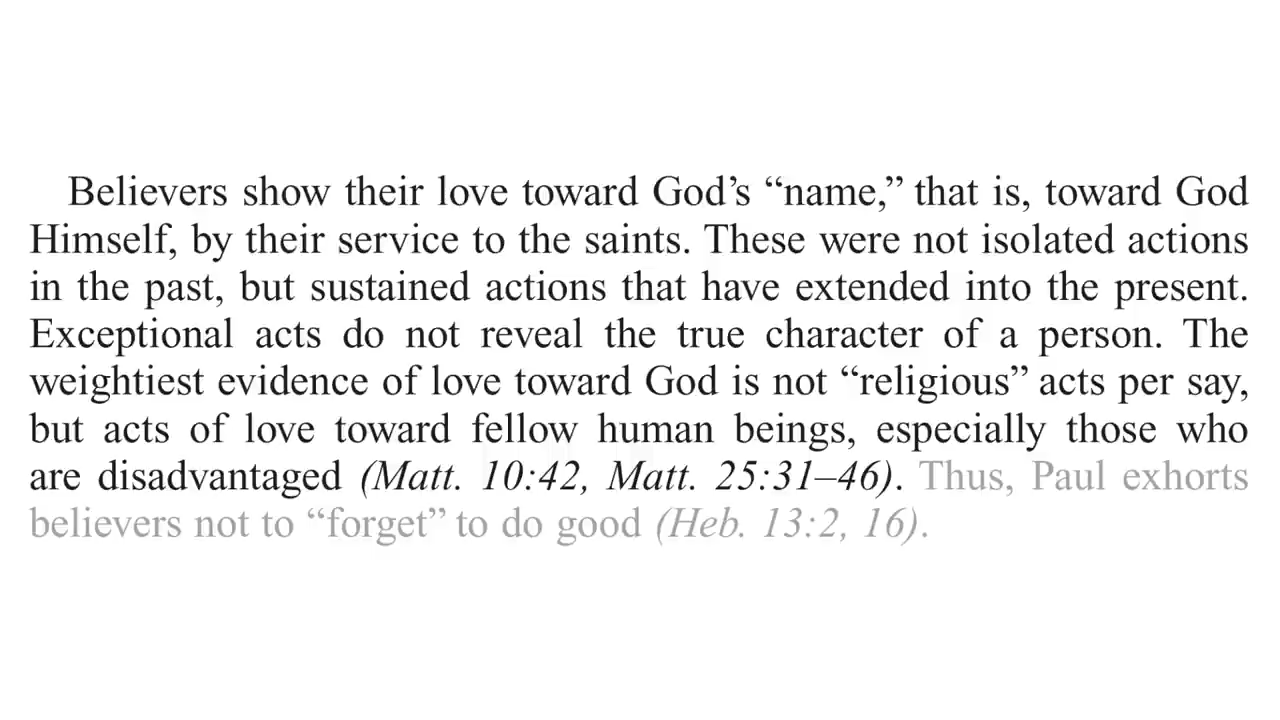 Believers show their love toward God’s “name,” that is, toward God
Himself, by their service to the saints. These were not isolated actions
in the past, but sustained actions that have extended into the present.
Exceptional acts do not reveal the true character of a person. The
weightiest evidence of love toward God is not “religious” acts per say,
but acts of love toward fellow human beings, especially those who
are disadvantaged (Matt. 10:42, Matt. 25:31–46). Thus, Paul exhorts
believers not to “forget” to do good (Heb. 13:2, 16).